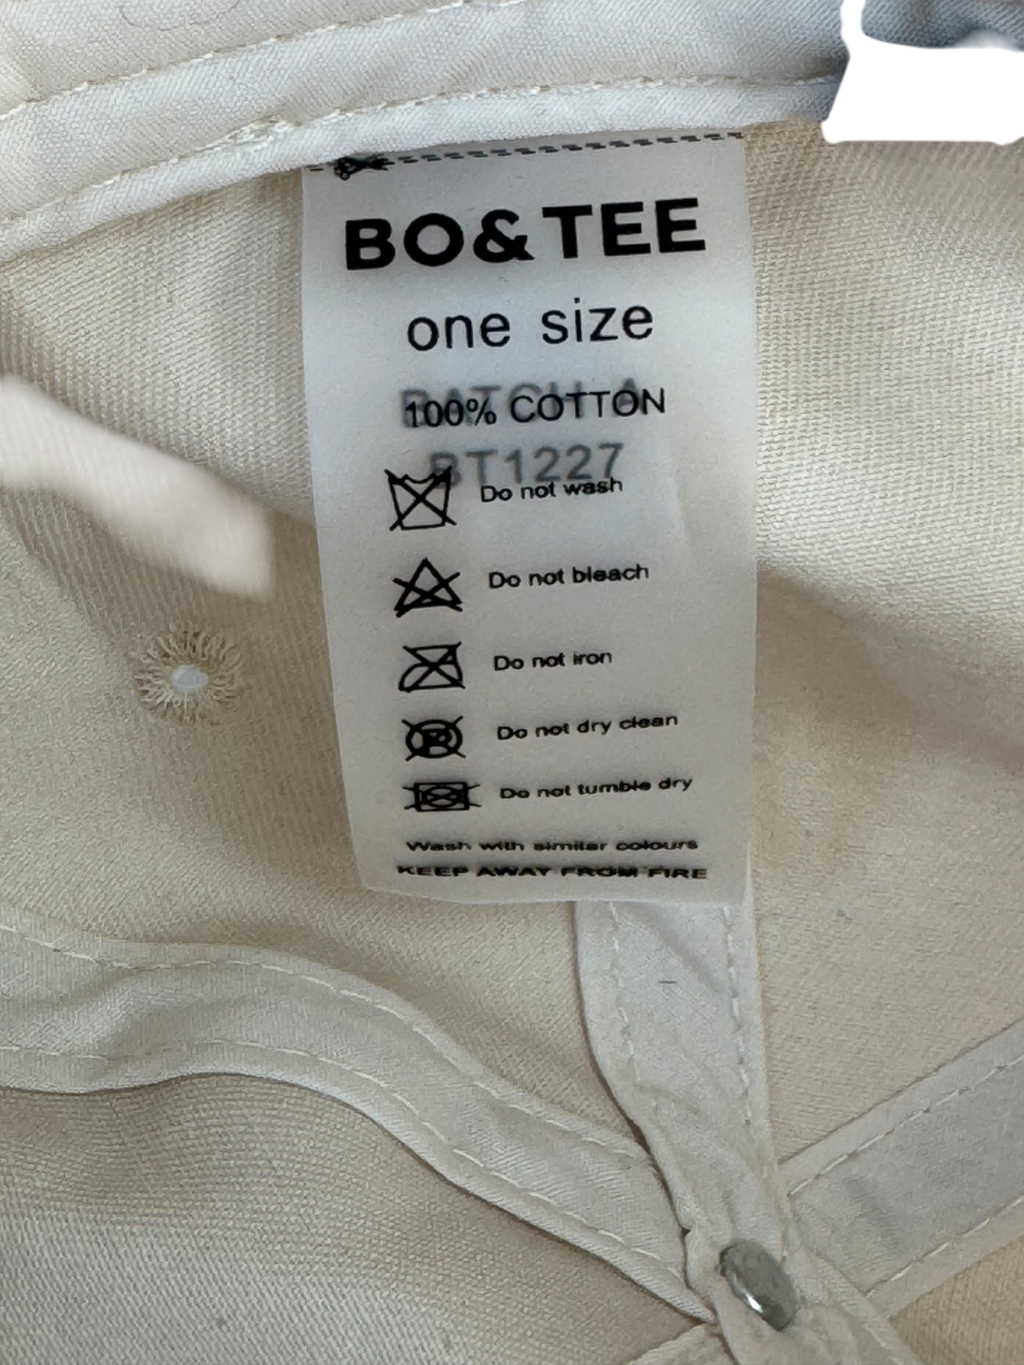 BO&TEE
one size
BATCH A
100% COTTON
BT1227
Do not wash
Do not bleach
Do not iron
Do not dry clean
Do not tumble dry
Wash with similar colours
KEEP AWAY FROM FIRE